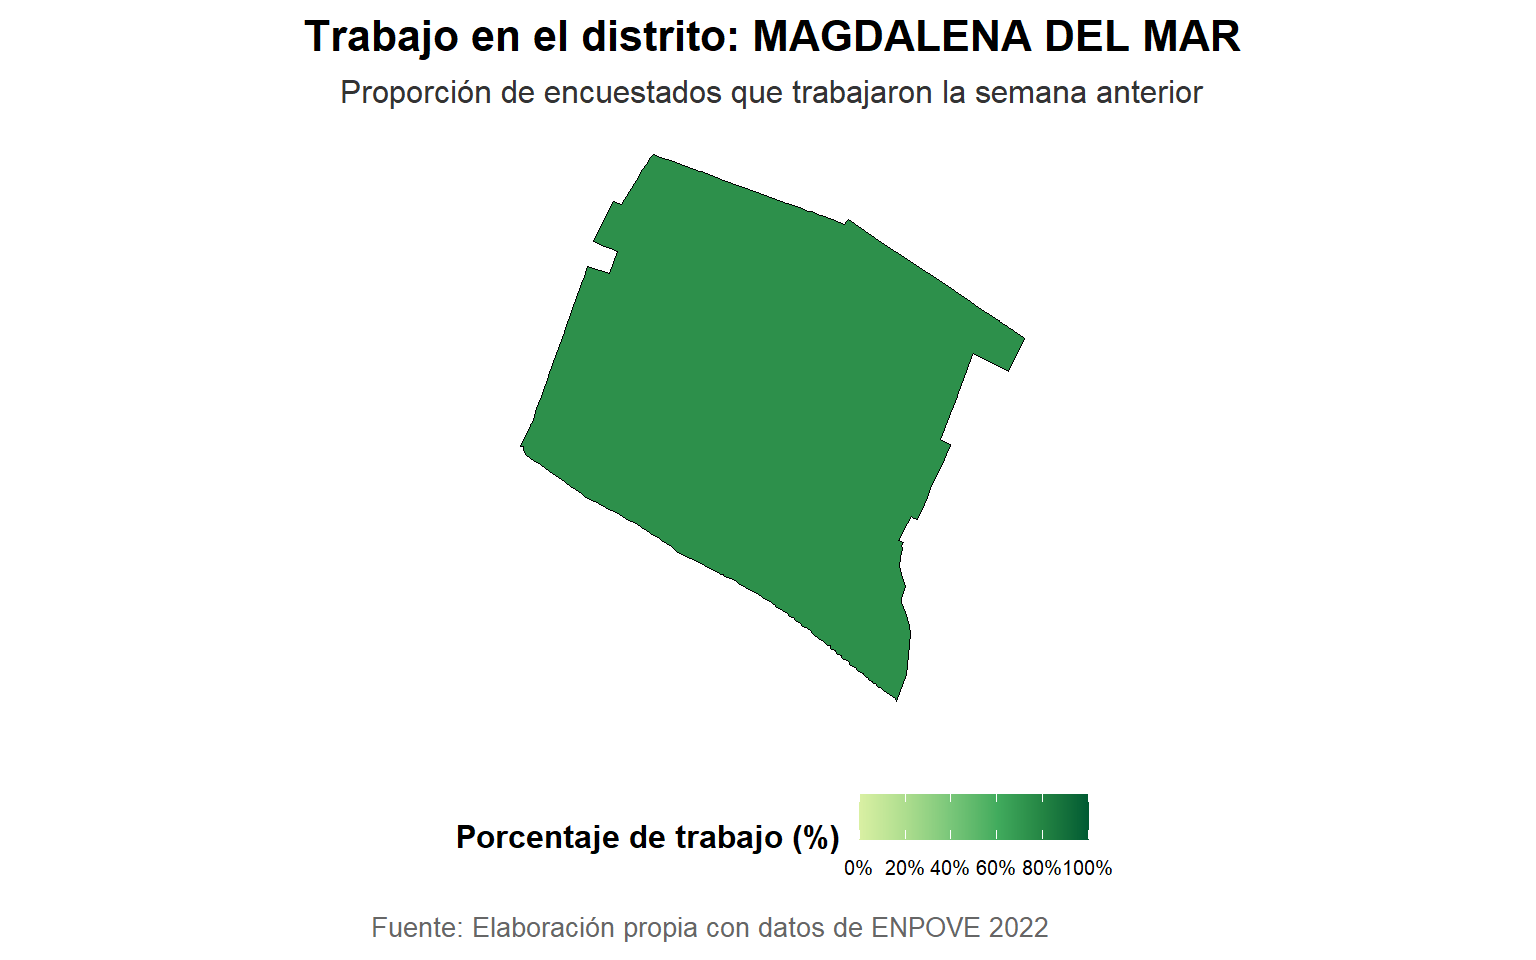 Trabajo en el distrito: MAGDALENA DEL MAR
Proporción de encuestados que trabajaron la semana anterior
Porcentaje de trabajo (%)
0% 20% 40% 60% 80% 100%
Fuente: Elaboración propia con datos de ENPOVE 2022